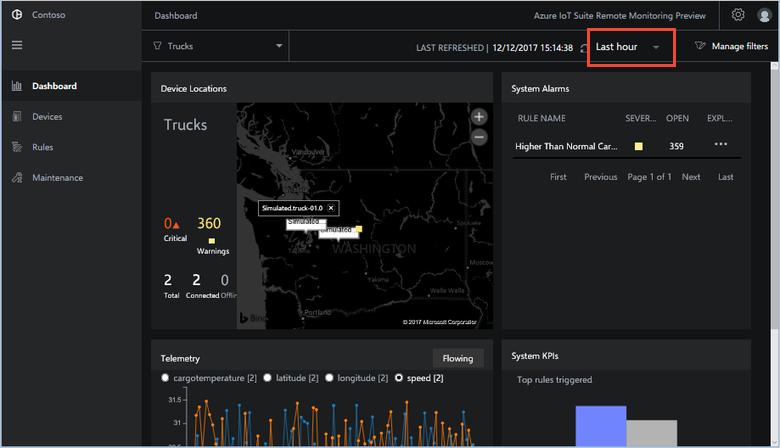 Contoso
Dashboard
Azure IoT Suite Remote Monitoring Preview
Trucks
LAST REFRESHED | 12/12/2017 15:14:38
Last hour
Manage filters
Dashboard
Devices
Rules
Maintenance
Device Locations
Trucks
0
Critical
360
Warnings
2
Total
2
Connected
0
Offlin
Vancouver
Simulated.truck-01.0
Simulated
Simulated
WASHINGTON
Spokane
Tacoma
Moscow
Yakima
Walla Walla
Portland
Bing
© 2017 Microsoft Corporation
System Alarms
RULE NAME SEVER... OPEN EXPL...
Higher Than Normal Car... 359 •••
First Previous Page 1 of 1 Next Last
Telemetry
Flowing
cargotemperature [2] latitude [2] longitude [2] speed [2]
31.5
31
30.5
System KPIs
Top rules triggered